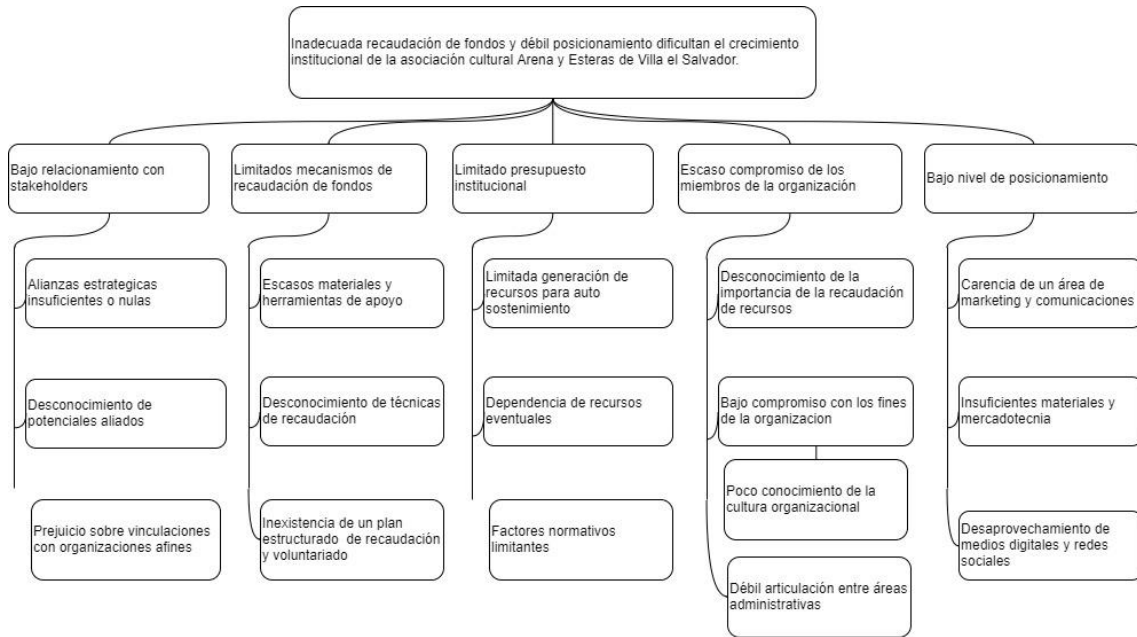 Inadecuada recaudación de fondos y débil posicionamiento dificultan el crecimiento
institucional de la asociación cultural Arena y Esteras de Villa el Salvador.
Bajo relacionamiento con
stakeholders
Limitados mecanismos de
recaudación de fondos
Limitado presupuesto
institucional
Escaso compromiso de los
miembros de la organización
Bajo nivel de posicionamiento
Alianzas estrategicas
insuficientes o nulas
Escasos materiales y
herramientas de apoyo
Limitada generación de
recursos para auto
sostenimiento
Desconocimiento de la
importancia de la recaudación
de recursos
Carencia de un área de
marketing y comunicaciones
Desconocimiento de
potenciales aliados
Desconocimiento de técnicas
de recaudación
Dependencia de recursos
eventuales
Bajo compromiso con los fines
de la organizacion
Insuficientes materiales y
mercadotecnia
Poco conocimiento de la
cultura organizacional
Prejuicio sobre vinculaciones
con organizaciones afines
Inexistencia de un plan
estructurado de recaudación
y voluntariado
Factores normativos
limitantes
Desaprovechamiento de
medios digitales y redes
sociales
Débil articulación entre áreas
administrativas